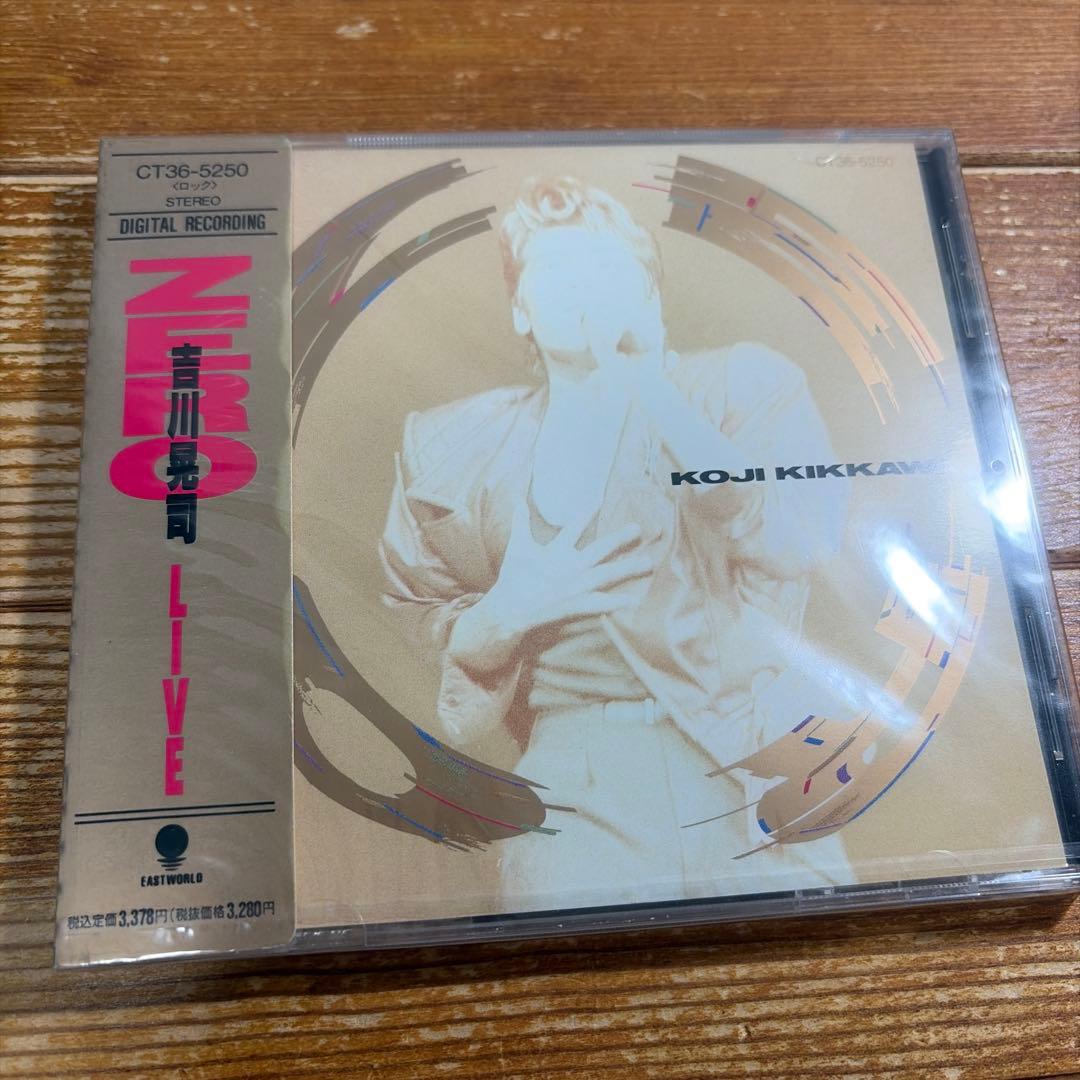 CT36-5250
〈ロック〉
STEREO
DIGITAL RECORDING
ZERO
吉川晃司
LIVE
EASTWORLD
税込定価3,378円(税抜価格3,280円
CT36-5250
KOJI KIKKAW